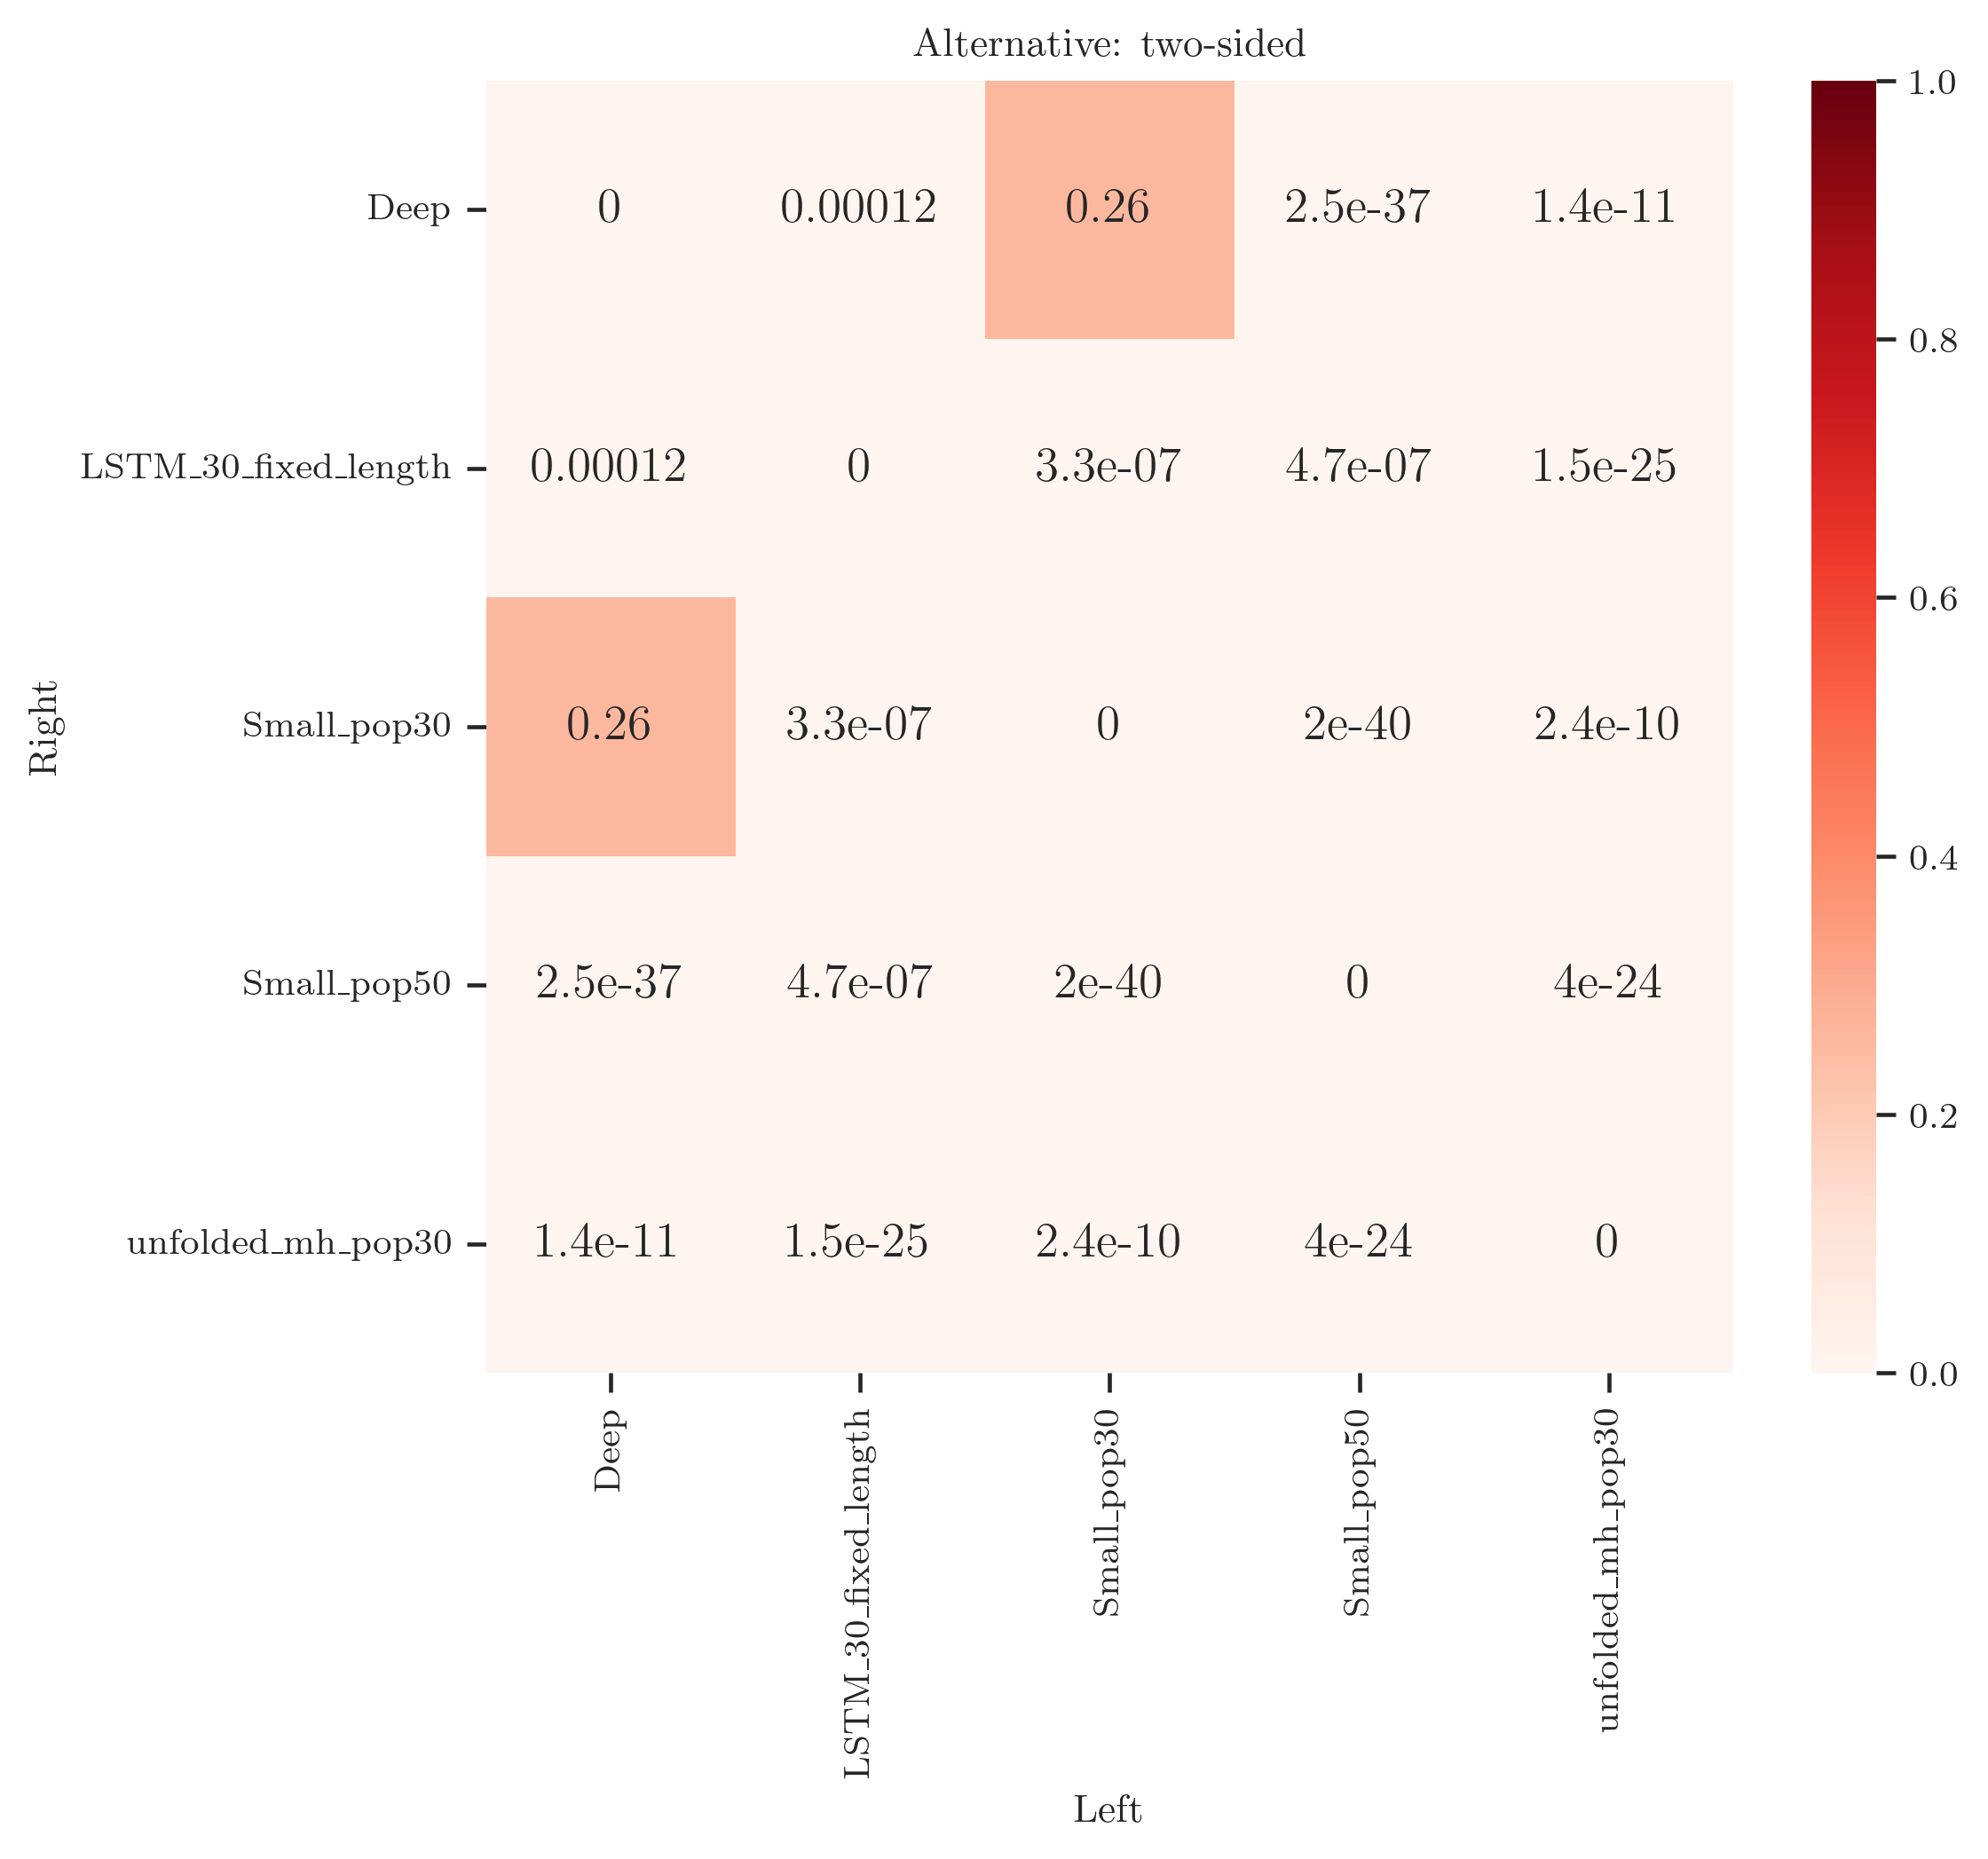 Alternative: two-sided
Deep 0 0.00012 0.26 2.5e-37 1.4e-11
LSTM_30_fixed_length 0.00012 0 3.3e-07 4.7e-07 1.5e-25
Small_pop30 0.26 3.3e-07 0 2e-40 2.4e-10
Small_pop50 2.5e-37 4.7e-07 2e-40 0 4e-24
unfolded_mh_pop30 1.4e-11 1.5e-25 2.4e-10 4e-24 0
Right
Deep
LSTM_30_fixed_length
Small_pop30
Small_pop50
unfolded_mh_pop30
Left
1.0
0.8
0.6
0.4
0.2
0.0